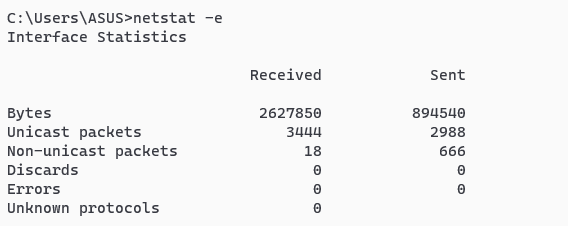 C:\Users\ASUS>netstat -e
Interface Statistics
                           Received            Sent
Bytes                       2627850          894540
Unicast packets                3444            2988
Non-unicast packets              18             666
Discards                          0               0
Errors                            0               0
Unknown protocols                 0